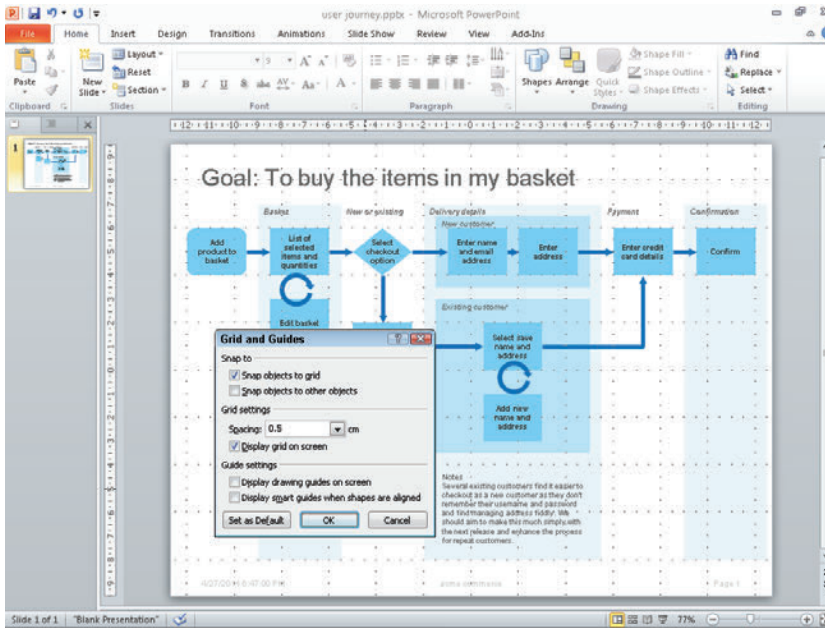 user journey.pptx - Microsoft PowerPoint
File Home Insert Design Transitions Animations Slide Show Review View Add-Ins
Paste
New
Slide
Layout
Reset
Section
Shapes Arrange Quick
Styles
Shape Fill
Shape Outline
Shape Effects
Find
Replace
Select
Clipboard Slides Font Paragraph Drawing Editing
1
Goal: To buy the items in my basket
Basket New or existing Delivery details Payment Confirmation
New customer
Add
product to
basket
List of
selected
items and
quantities
Select
checkout
option
Enter name
and email
address
Enter
address
Enter credit
card details
Confirm
Existing customer
Edit basket
Select save
name and
address
Add new
name and
address
Grid and Guides
Snap to
Snap objects to grid
Snap objects to other objects
Grid settings
Spacing: 0.5 cm
Display grid on screen
Guide settings
Display drawing guides on screen
Display smart guides when shapes are aligned
Set as Default OK Cancel
Notes
Several existing customers find it easier to
checkout as a new customer as they don't
remember their username and password
and find managing address fiddly. We
should aim to make this much simply with
the next release and enhance the process
for repeat customers.
Page 1
Slide 1 of 1 "Blank Presentation" 77%